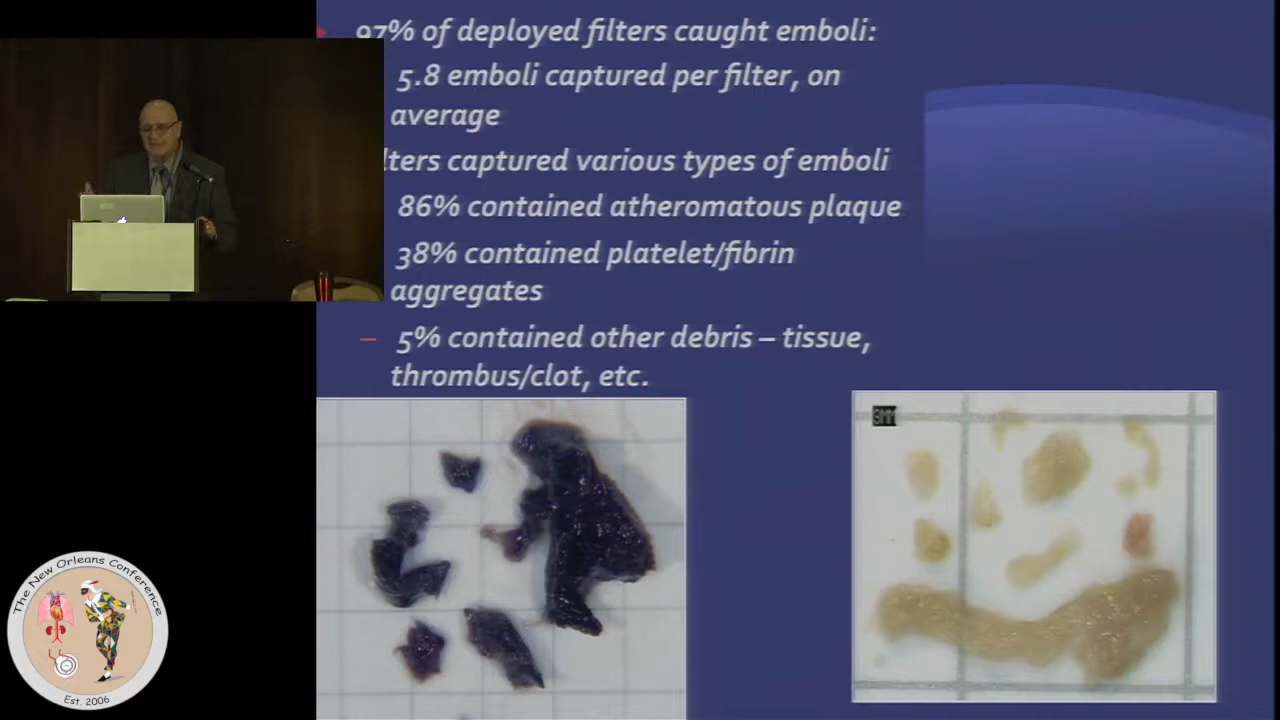 97% of deployed filters caught emboli:
5.8 emboli captured per filter, on
average
lters captured various types of emboli
86% contained atheromatous plaque
38% contained platelet/fibrin
aggregates
– 5% contained other debris – tissue,
thrombus/clot, etc.
The New Orleans Conference
Est. 2006